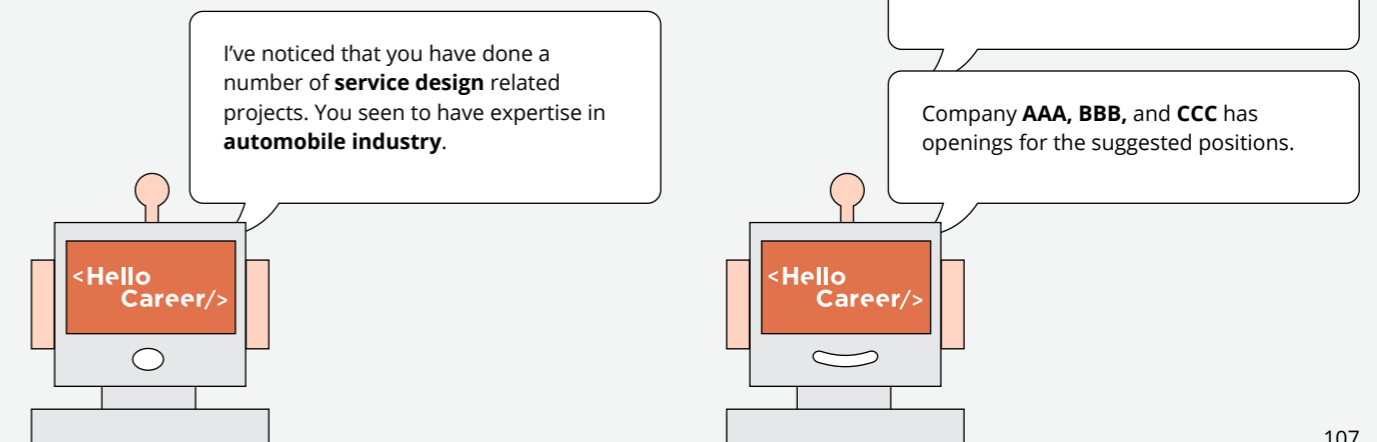 I've noticed that you have done a
number of service design related
projects. You seen to have expertise in
automobile industry.
<Hello
Career/>
Company AAA, BBB, and CCC has
openings for the suggested positions.
<Hello
Career/>
107